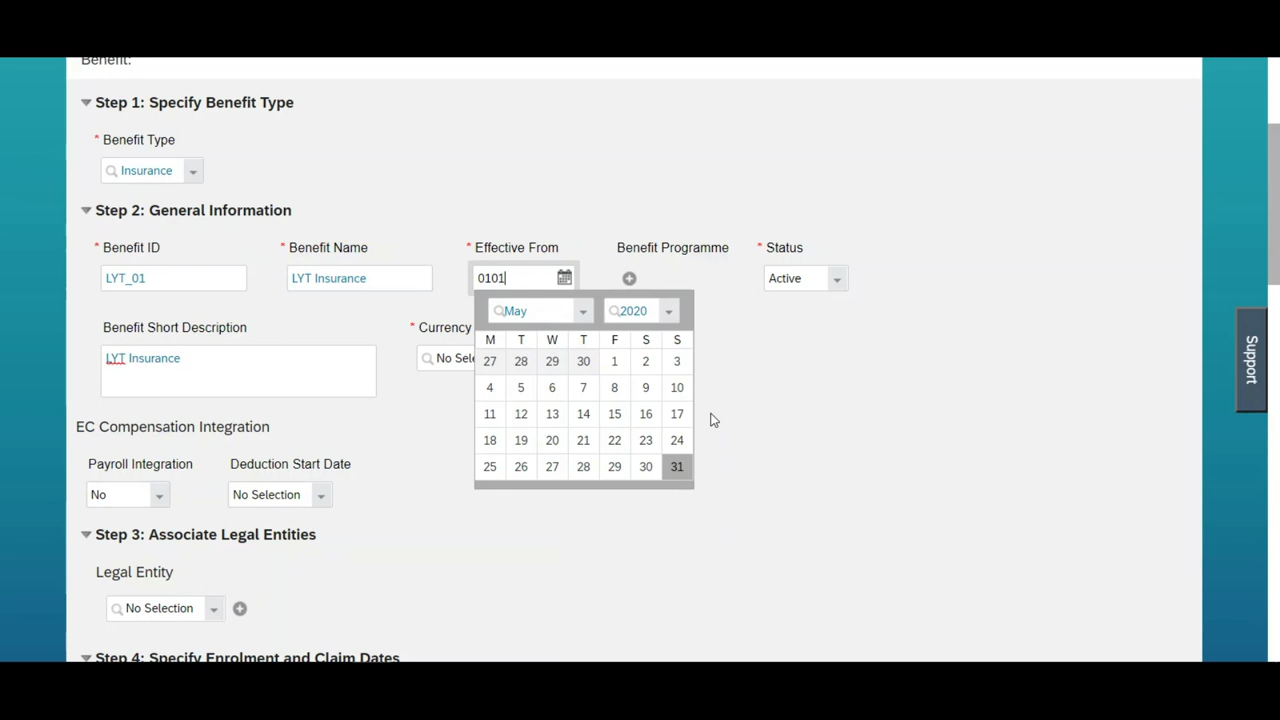 Benefit:
Step 1: Specify Benefit Type
* Benefit Type
Insurance
Step 2: General Information
* Benefit ID
* Benefit Name
* Effective From
Benefit Programme
* Status
LYT_01
LYT Insurance
0101
Active
May
2020
M T W T F S S
27 28 29 30 1 2 3
4 5 6 7 8 9 10
11 12 13 14 15 16 17
18 19 20 21 22 23 24
25 26 27 28 29 30 31
Benefit Short Description
* Currency
LYT Insurance
No Sele
EC Compensation Integration
Payroll Integration
Deduction Start Date
No
No Selection
Step 3: Associate Legal Entities
Legal Entity
No Selection
Step 4: Specify Enrolment and Claim Dates
Support